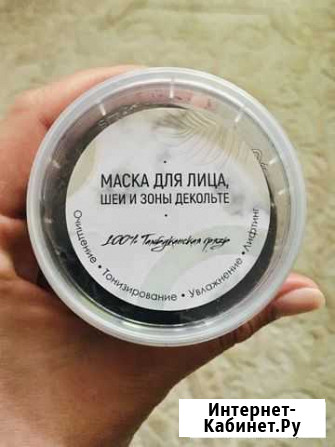 МАСКА ДЛЯ ЛИЦА,
ШЕИ И ЗОНЫ ДЕКОЛЬТЕ
100% Тамбуканская грязь
Очищение • Тонизирование • Увлажнение • Лифтинг
Интернет-
Кабинет.Ру